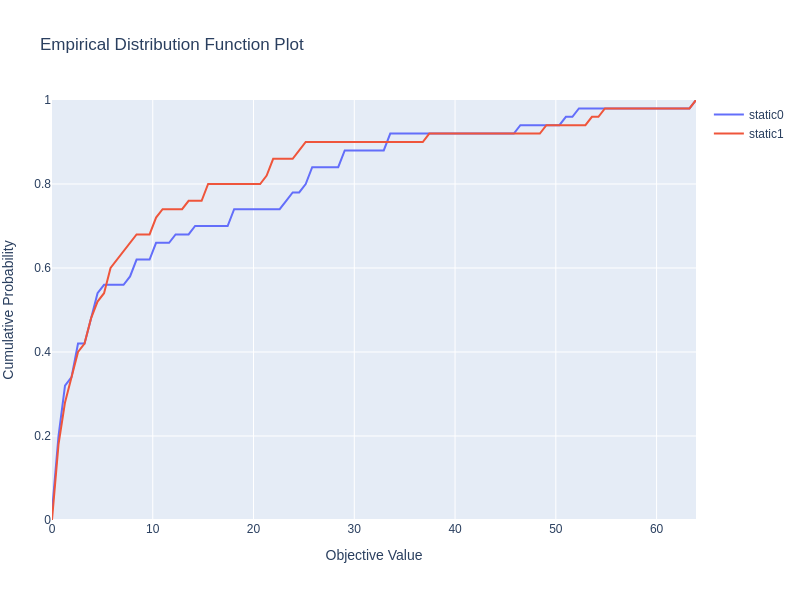 Empirical Distribution Function Plot
static0
static1
1
0.8
0.6
0.4
0.2
0
Cumulative Probability
0
10
20
30
40
50
60
Objective Value